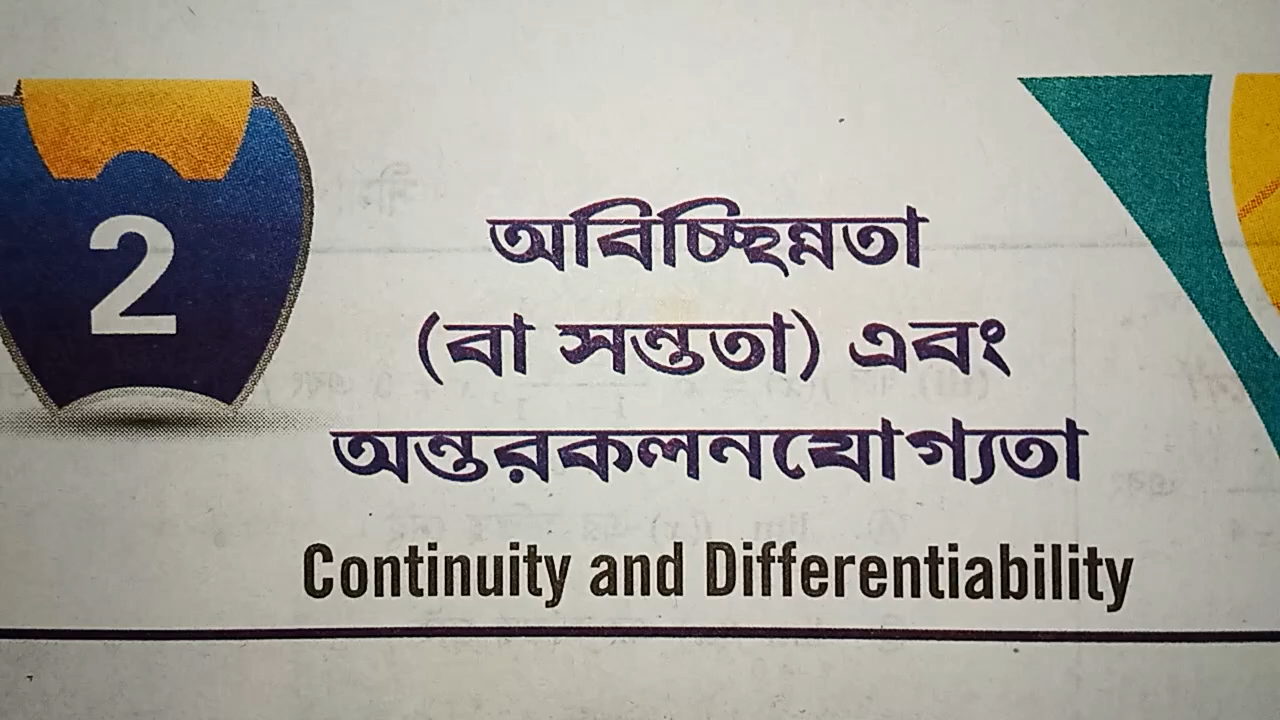 2
অবিচ্ছিন্নতা
(বা সন্ততা) এবং
অন্তরকলনযোগ্যতা
Continuity and Differentiability